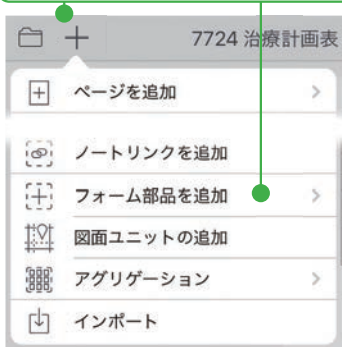 7724 治療計画表
ページを追加
ノートリンクを追加
フォーム部品を追加
図面ユニットの追加
アグリゲーション
インポート